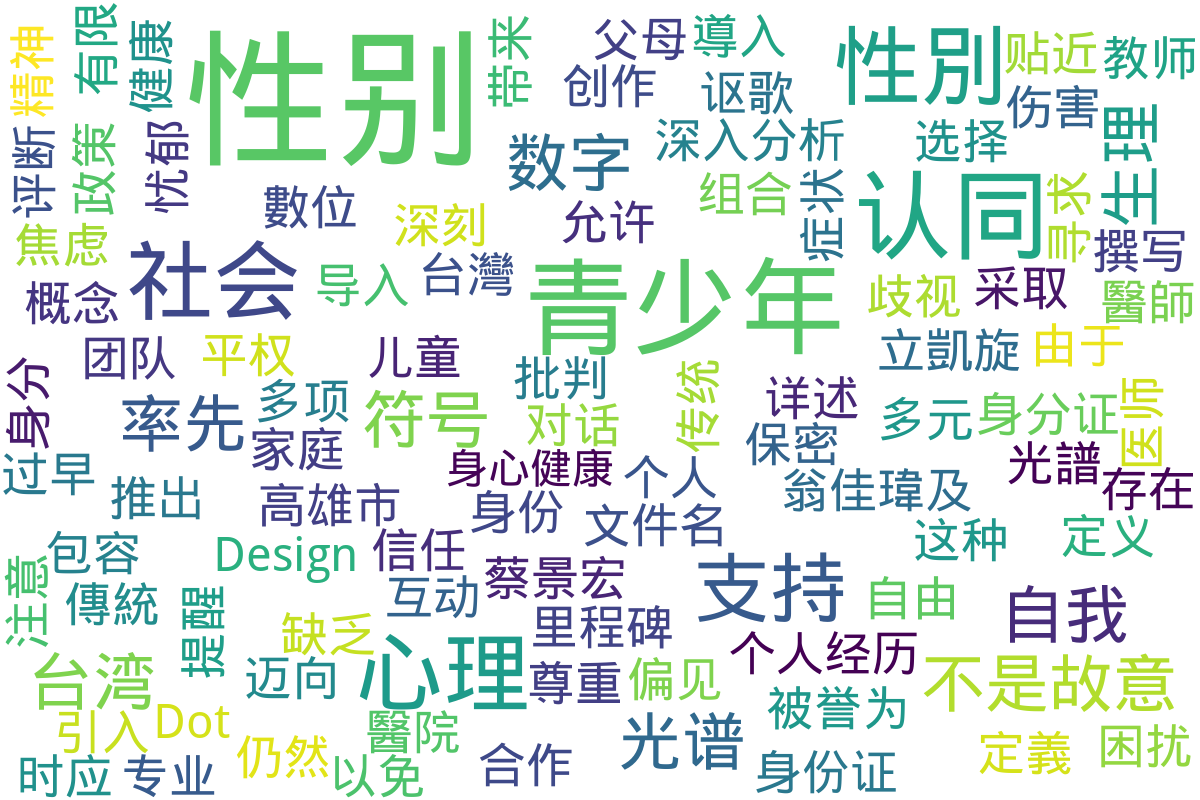 精神
有限
健康
性别
带来
父母
導入
性別
贴近
教师
创作
讴歌
伤害
评断
政策
忧郁
数字
深入分析
选择
生理
數位
深刻
允许
组合
症状
认同
寻求
撰写
焦虑
社会
导入
台灣
青少年
歧视
采取
醫師
概念
团队
平权
儿童
批判
传统
详述
立凱旋
由于
身分
率先
多项
符号
对话
保密
多元
身分证
医师
家庭
过早
推出
高雄市
身心健康
个人
翁佳瑋及
光譜
存在
身份
文件名
这种
定义
包容
Design
信任
注意
傳統
提醒
互动
蔡景宏
支持
自由
自我
缺乏
里程碑
台湾
迈向
心理
尊重
偏见
个人经历
不是故意
引入
Dot
醫院
光谱
被誉为
时应
专业
仍然
以免
合作
身份证
定義
困扰